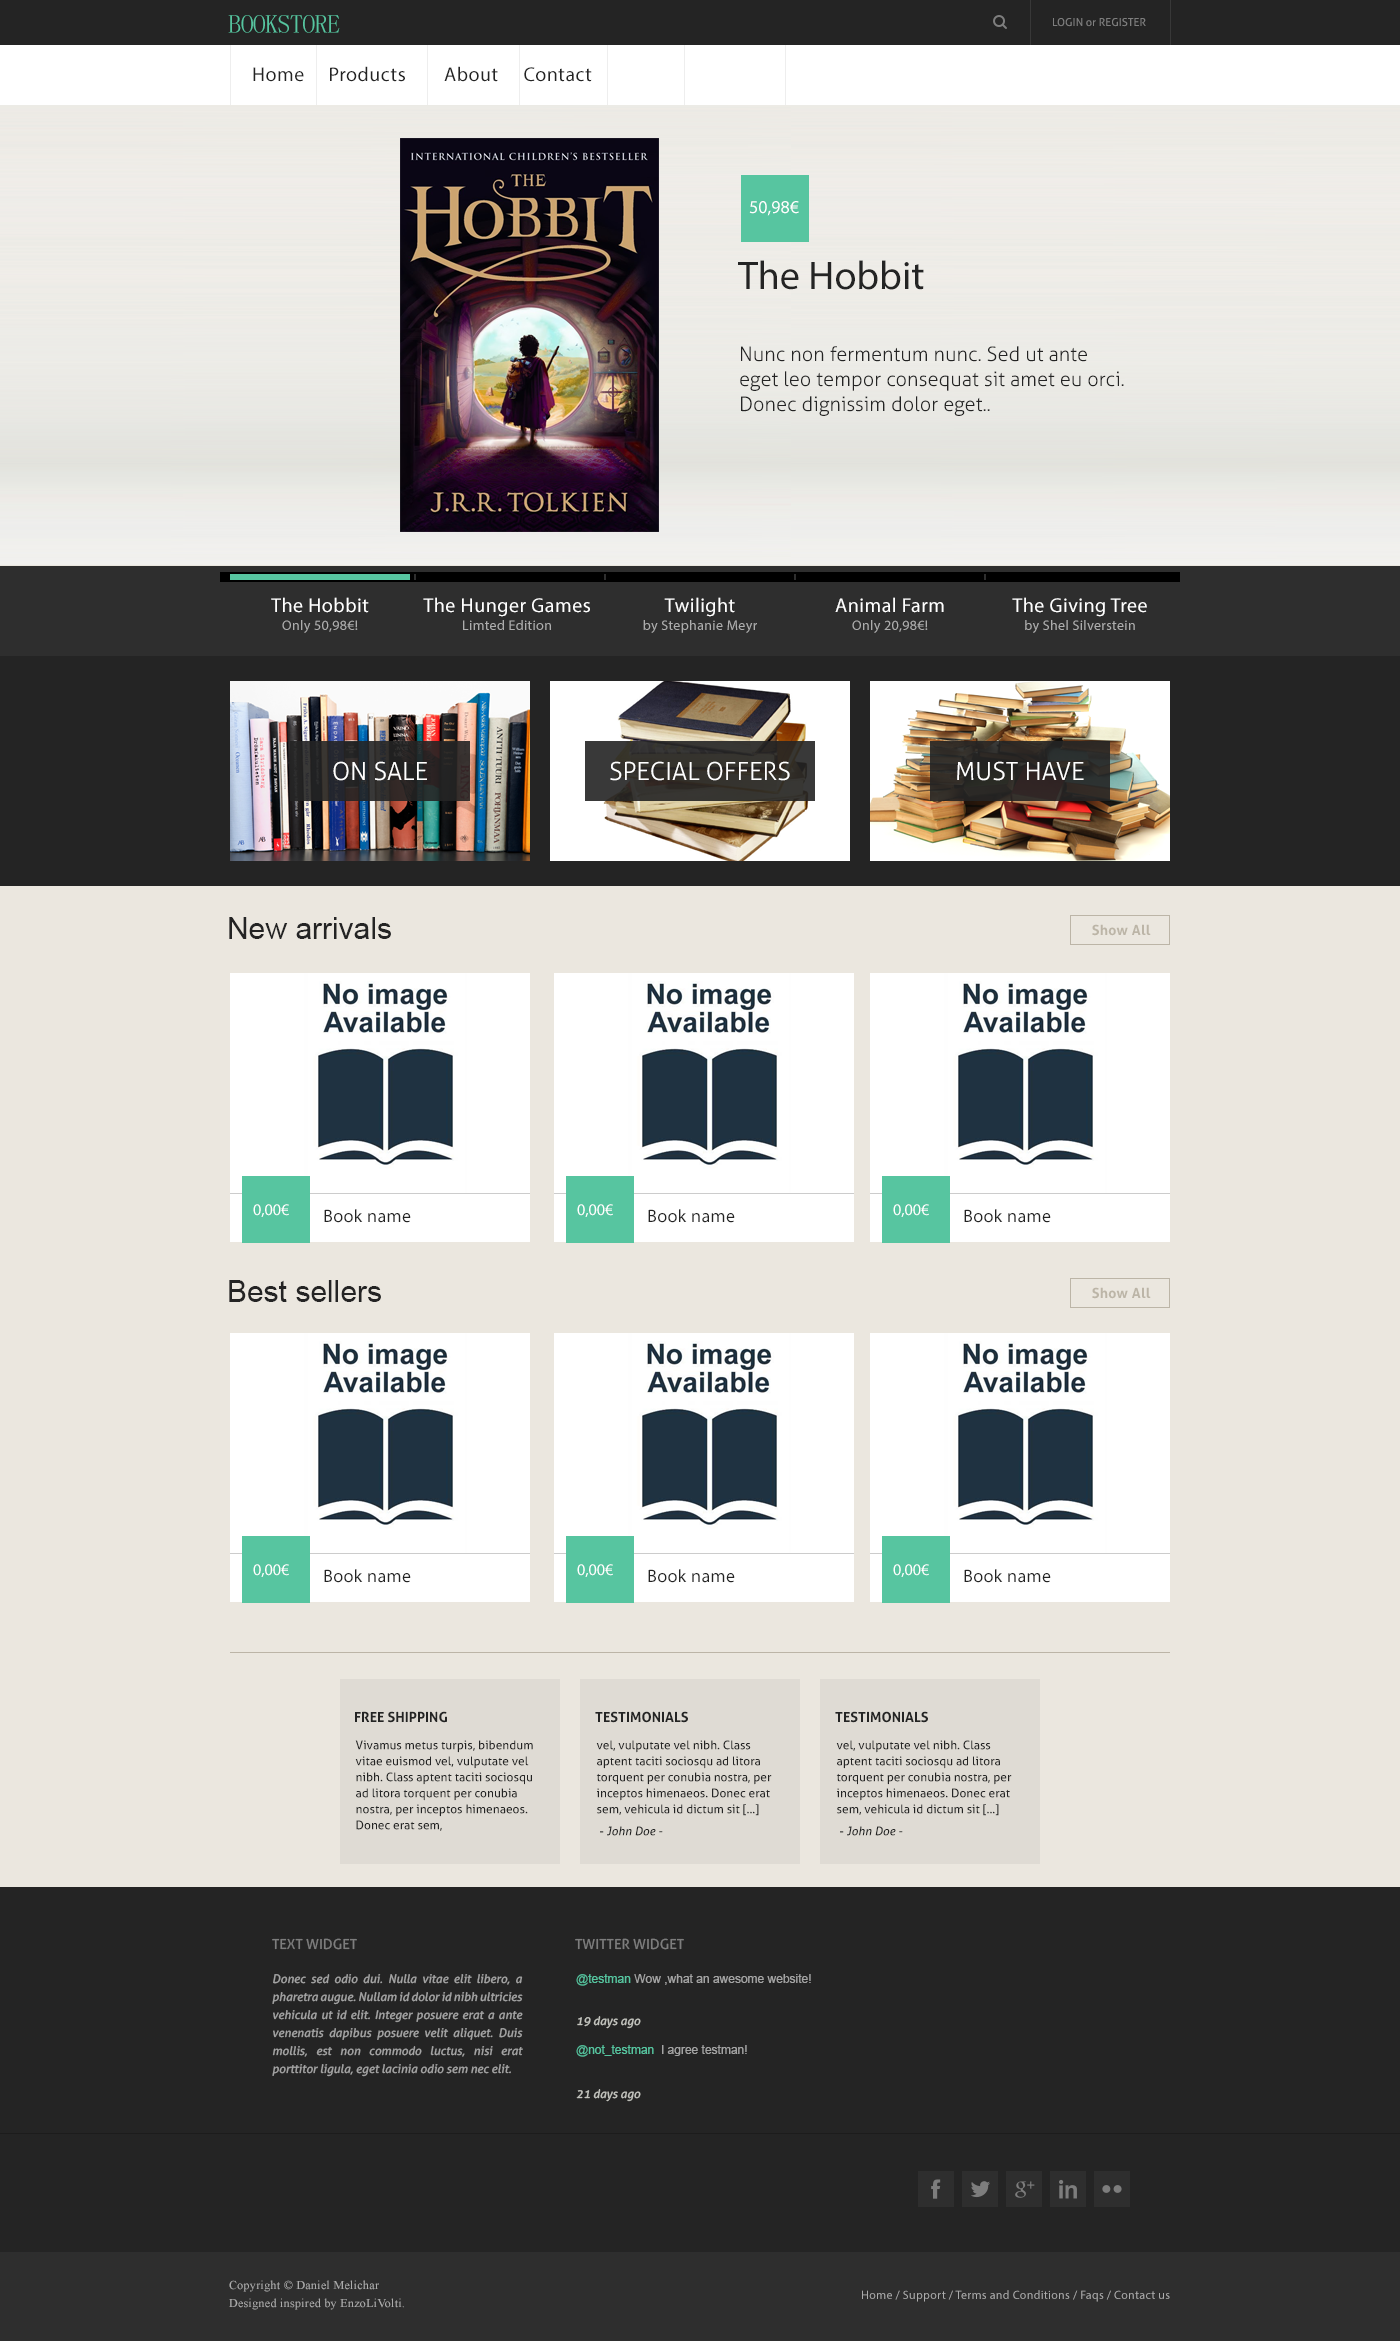 BOOKSTORE
LOGIN or REGISTER
Home
Products
About
Contact
INTERNATIONAL CHILDREN'S BESTSELLER
THE
HOBBIT
J.R.R. TOLKIEN
50,98€
The Hobbit
Nunc non fermentum nunc. Sed ut ante
eget leo tempor consequat sit amet eu orci.
Donec dignissim dolor eget..
The Hobbit
Only 50,98€!
The Hunger Games
Limted Edition
Twilight
by Stephanie Meyr
Animal Farm
Only 20,98€!
The Giving Tree
by Shel Silverstein
ON SALE
SPECIAL OFFERS
MUST HAVE
New arrivals
Show All
No image
Available
0,00€
Book name
No image
Available
0,00€
Book name
No image
Available
0,00€
Book name
Best sellers
Show All
No image
Available
0,00€
Book name
No image
Available
0,00€
Book name
No image
Available
0,00€
Book name
FREE SHIPPING
Vivamus metus turpis, bibendum
vitae euismod vel, vulputate vel
nibh. Class aptent taciti sociosqu
ad litora torquent per conubia
nostra, per inceptos himenaeos.
Donec erat sem,
TESTIMONIALS
vel, vulputate vel nibh. Class
aptent taciti sociosqu ad litora
torquent per conubia nostra, per
inceptos himenaeos. Donec erat
sem, vehicula id dictum sit [...]
- John Doe -
TESTIMONIALS
vel, vulputate vel nibh. Class
aptent taciti sociosqu ad litora
torquent per conubia nostra, per
inceptos himenaeos. Donec erat
sem, vehicula id dictum sit [...]
- John Doe -
TEXT WIDGET
Donec sed odio dui. Nulla vitae elit libero, a
pharetra augue. Nullam id dolor id nibh ultricies
vehicula ut id elit. Integer posuere erat a ante
venenatis dapibus posuere velit aliquet. Duis
mollis, est non commodo luctus, nisi erat
porttitor ligula, eget lacinia odio sem nec elit.
TWITTER WIDGET
@testman Wow ,what an awesome website!
19 days ago
@not_testman I agree testman!
21 days ago
Copyright © Daniel Melichar
Designed inspired by EnzoLiVolti.
Home / Support / Terms and Conditions / Faqs / Contact us